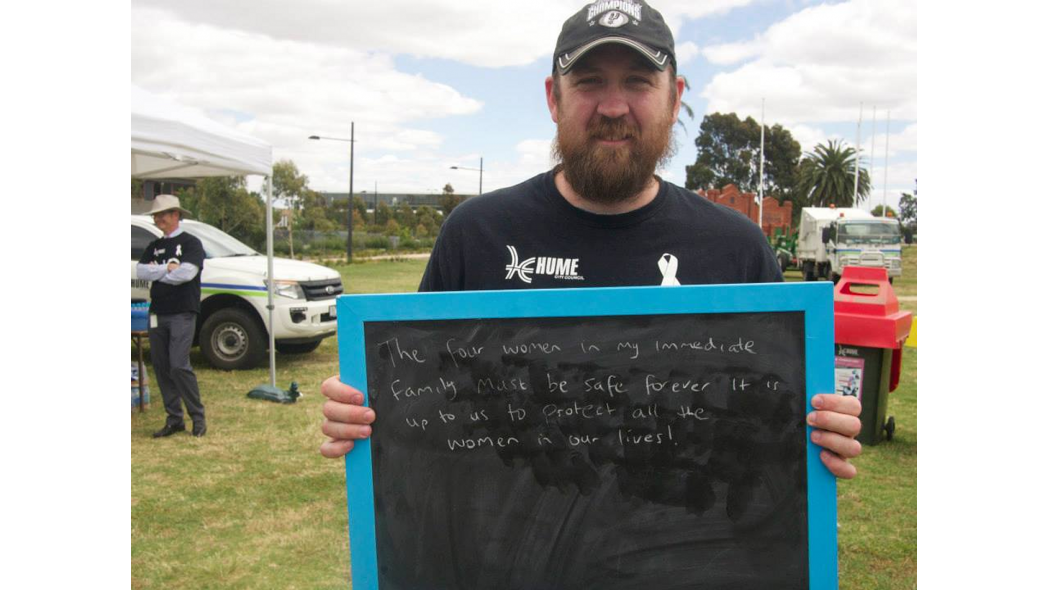 CHAMPIONS
HUME
CITY COUNCIL
The four women in my immediate
family must be safe forever It is
up to us to protect all the
women in our lives!
HUME